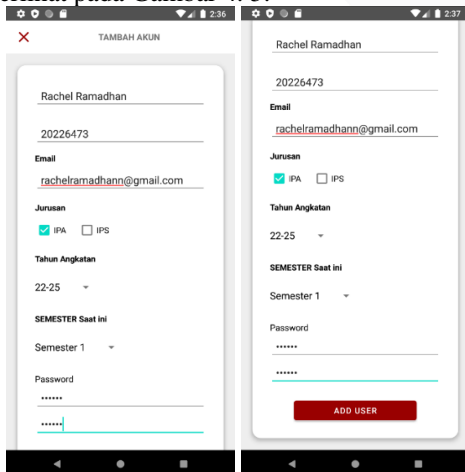 2:36
TAMBAH AKUN
Rachel Ramadhan
20226473
Email
rachelramadhann@gmail.com
Jurusan
IPA IPS
Tahun Angkatan
22-25
SEMESTER Saat ini
Semester 1
Password
••••••
••••••
2:37
Rachel Ramadhan
20226473
Email
rachelramadhann@gmail.com
Jurusan
IPA IPS
Tahun Angkatan
22-25
SEMESTER Saat ini
Semester 1
Password
••••••
••••••
ADD USER